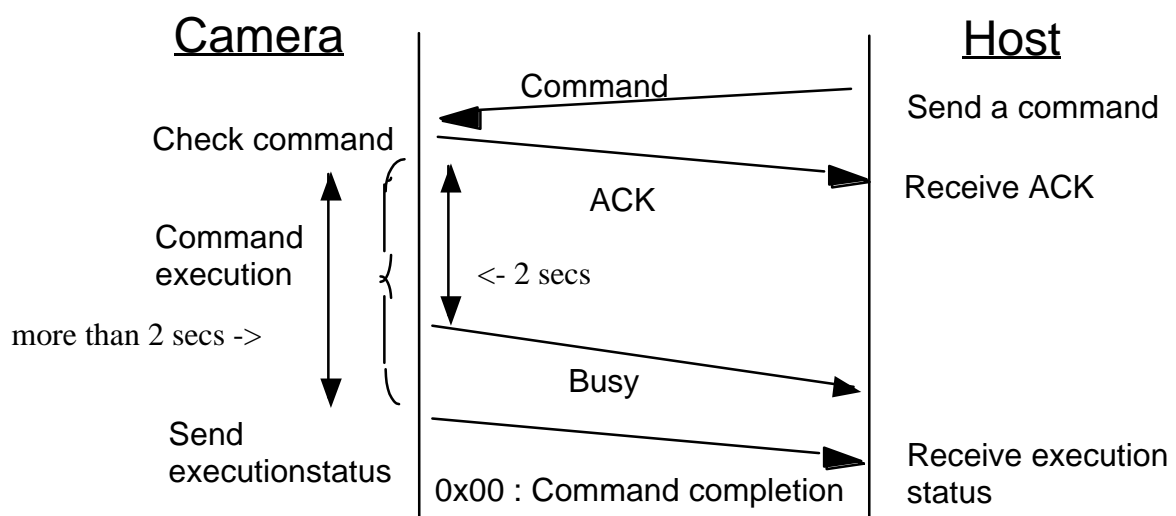 Camera
Host
Command
Send a command
Check command
Receive ACK
ACK
Command
execution
<- 2 secs
more than 2 secs ->
Busy
Send
executionstatus
Receive execution
status
0x00 : Command completion